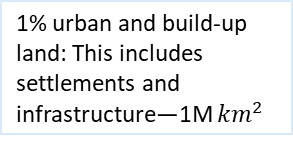 1% urban and build-up
land: This includes
settlements and
infrastructure—1M km²